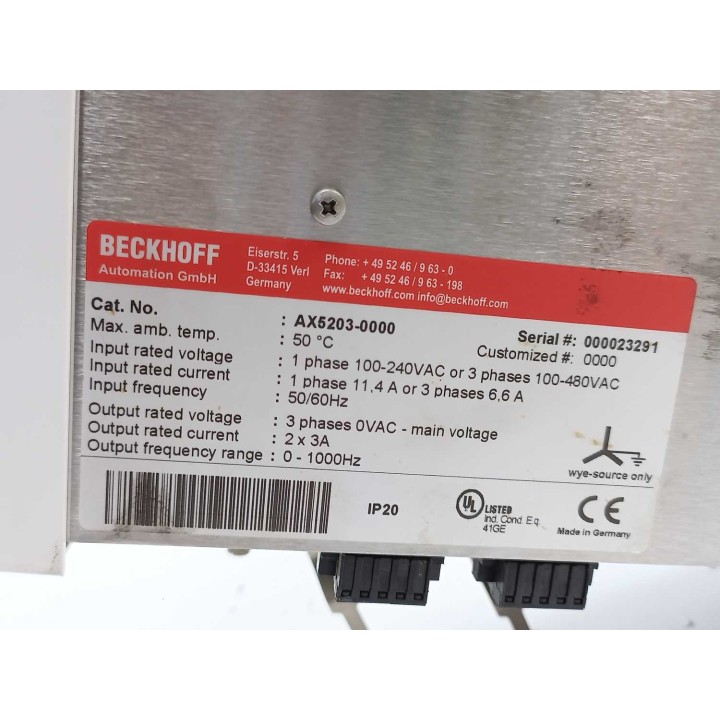 BECKHOFF
Automation GmbH
Eiserstr. 5
D-33415 Verl
Germany
Phone: + 49 52 46 / 9 63 - 0
Fax: + 49 52 46 / 9 63 - 198
www.beckhoff.com info@beckhoff.com
Cat. No. : AX5203-0000
Serial #: 000023291
Max. amb. temp. : 50 °C
Customized #: 0000
Input rated voltage : 1 phase 100-240VAC or 3 phases 100-480VAC
Input rated current : 1 phase 11,4 A or 3 phases 6,6 A
Input frequency : 50/60Hz
Output rated voltage : 3 phases 0VAC - main voltage
Output rated current : 2 x 3A
Output frequency range : 0 - 1000Hz
wye-source only
IP20
UL LISTED
Ind. Cond. Eq.
41GE
CE
Made in Germany